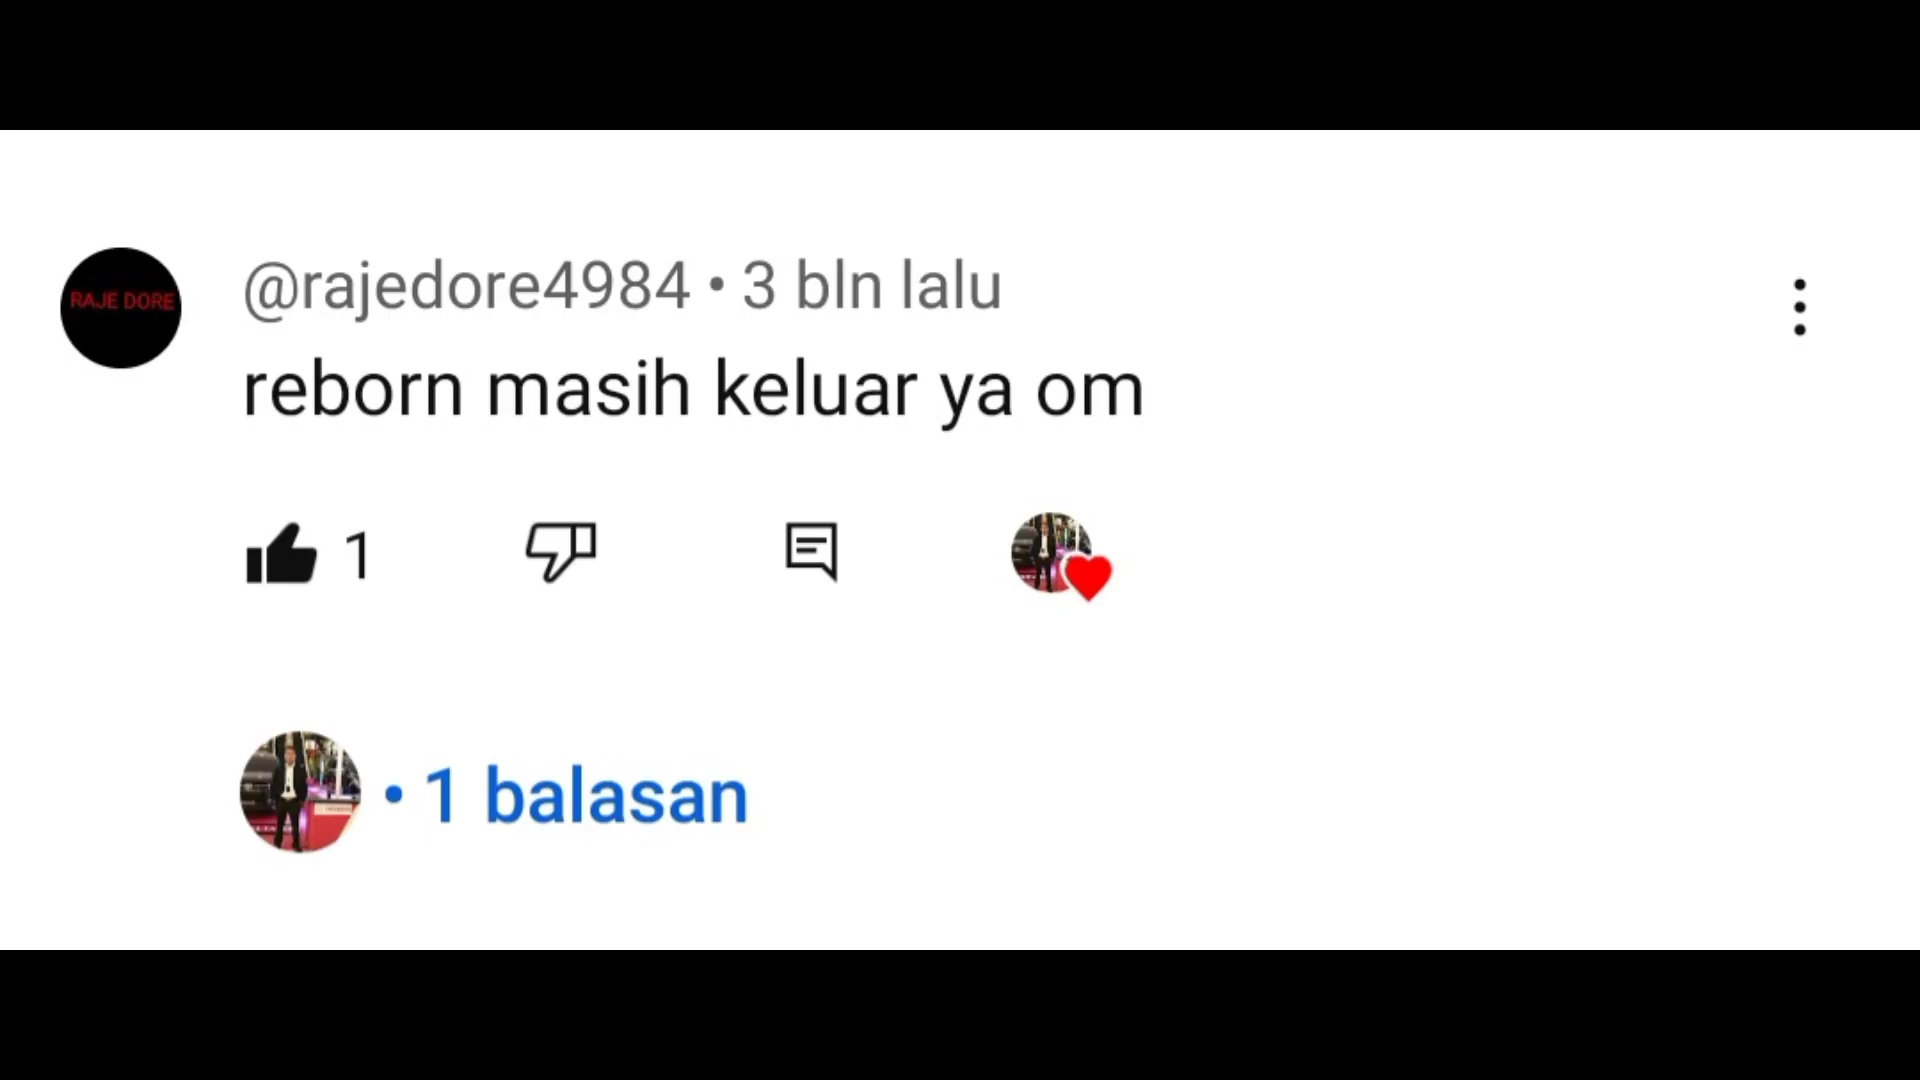 RAJE DORE
@rajedore4984 • 3 bln lalu
reborn masih keluar ya om
1
• 1 balasan